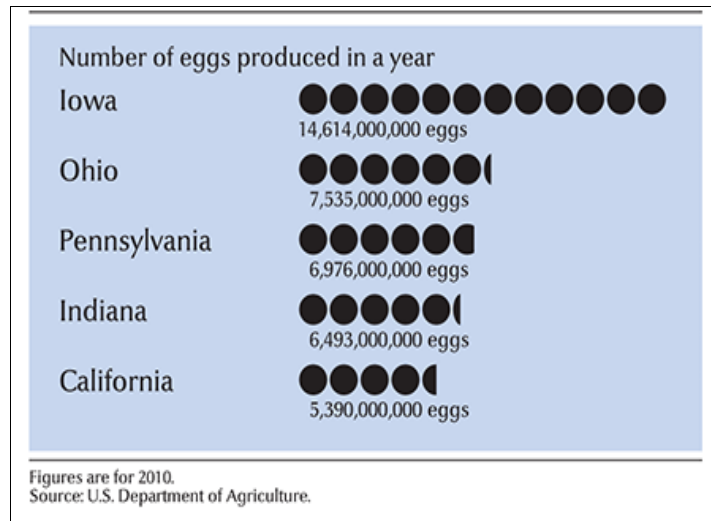 Number of eggs produced in a year
Iowa
14,614,000,000 eggs
Ohio
7,535,000,000 eggs
Pennsylvania
6,976,000,000 eggs
Indiana
6,493,000,000 eggs
California
5,390,000,000 eggs
Figures are for 2010.
Source: U.S. Department of Agriculture.